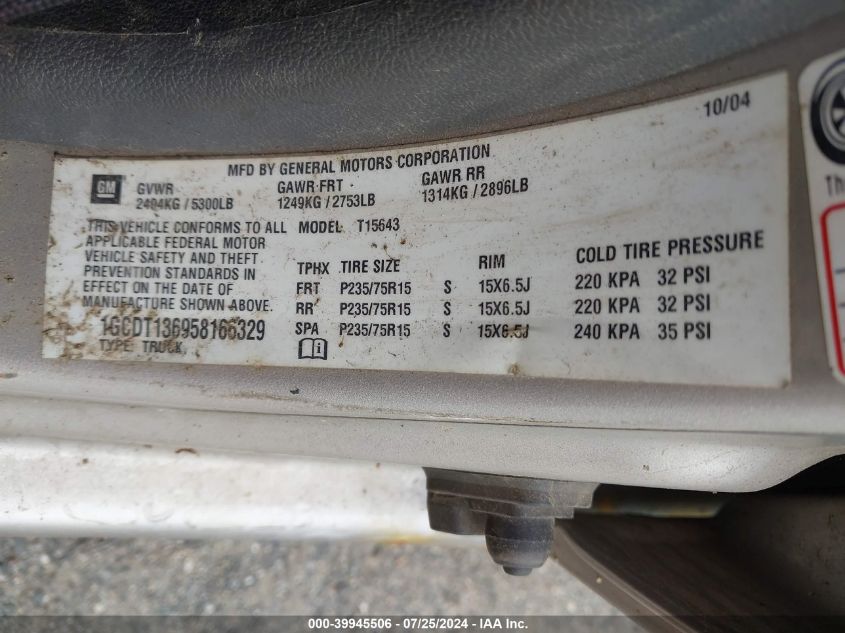 10/04
MFD BY GENERAL MOTORS CORPORATION
GM
GVWR GAWR FRT GAWR RR
2404KG / 5300LB 1249KG / 2753LB 1314KG / 2896LB
THIS VEHICLE CONFORMS TO ALL MODEL T15643
APPLICABLE FEDERAL MOTOR
VEHICLE SAFETY AND THEFT
PREVENTION STANDARDS IN
EFFECT ON THE DATE OF
MANUFACTURE SHOWN ABOVE.
1GCDT136958166329
TYPE: TRUCK
TPHX TIRE SIZE RIM COLD TIRE PRESSURE
FRT P235/75R15 S 15X6.5J 220 KPA 32 PSI
RR P235/75R15 S 15X6.5J 220 KPA 32 PSI
SPA P235/75R15 S 15X6.5J 240 KPA 35 PSI
Th
000-39945506 - 07/25/2024 - IAA Inc.